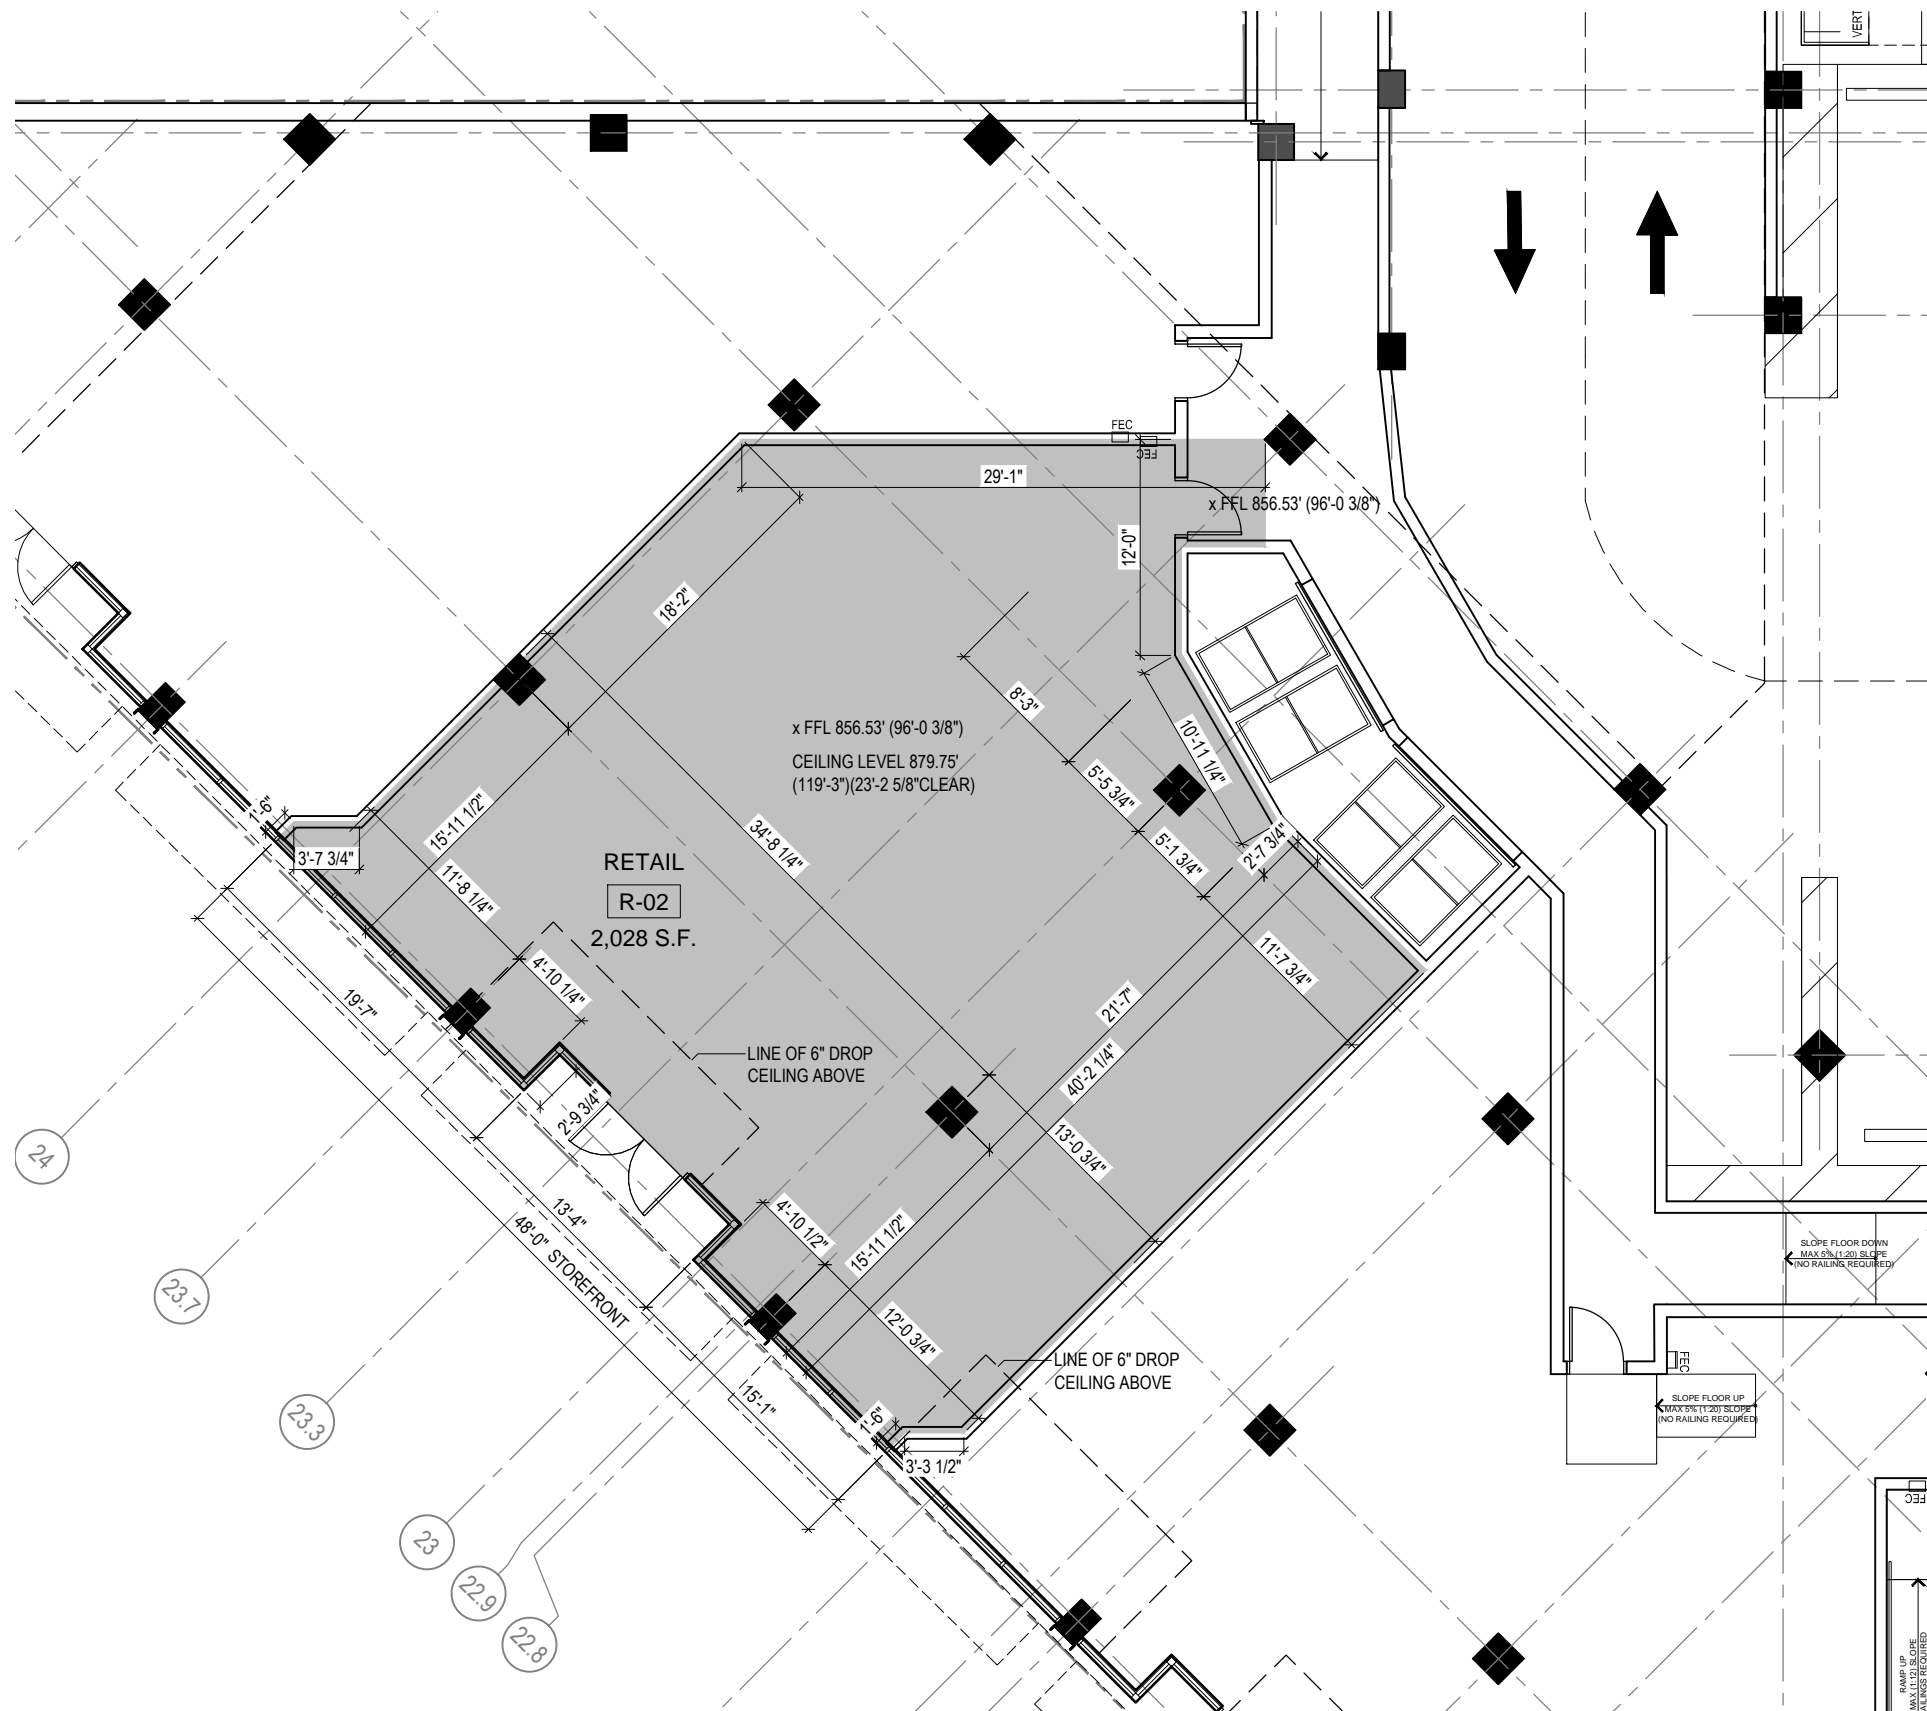 VERT
FEC
FEC
29'-1"
x FFL 856.53' (96'-0 3/8")
12'-0"
18'-2"
8'-3"
x FFL 856.53' (96'-0 3/8")
CEILING LEVEL 879.75'
(119'-3")(23'-2 5/8"CLEAR)
10'-11 1/4"
5'-5 3/4"
1'-6"
15'-11 1/2"
34'-8 1/4"
5'-1 3/4"
2'-7 3/4"
3'-7 3/4"
RETAIL
R-02
2,028 S.F.
11'-8 1/4"
4'-10 1/4"
11'-7 3/4"
19'-7"
21'-7"
LINE OF 6" DROP
CEILING ABOVE
40'-2 1/4"
2'-9 3/4"
13'-0 3/4"
24
13'-4"
48'-0" STOREFRONT
4'-10 1/2"
15'-11 1/2"
SLOPE FLOOR DOWN
MAX 5% (1:20) SLOPE
(NO RAILING REQUIRED)
23.7
12'-0 3/4"
LINE OF 6" DROP
CEILING ABOVE
FEC
15'-1"
1'-6"
SLOPE FLOOR UP
MAX 5% (1:20) SLOPE
(NO RAILING REQUIRED)
23.3
3'-3 1/2"
FEC
23
22.9
22.8
RAMP UP
MAX (1:12) SLOPE
AILINGS REQUIRED